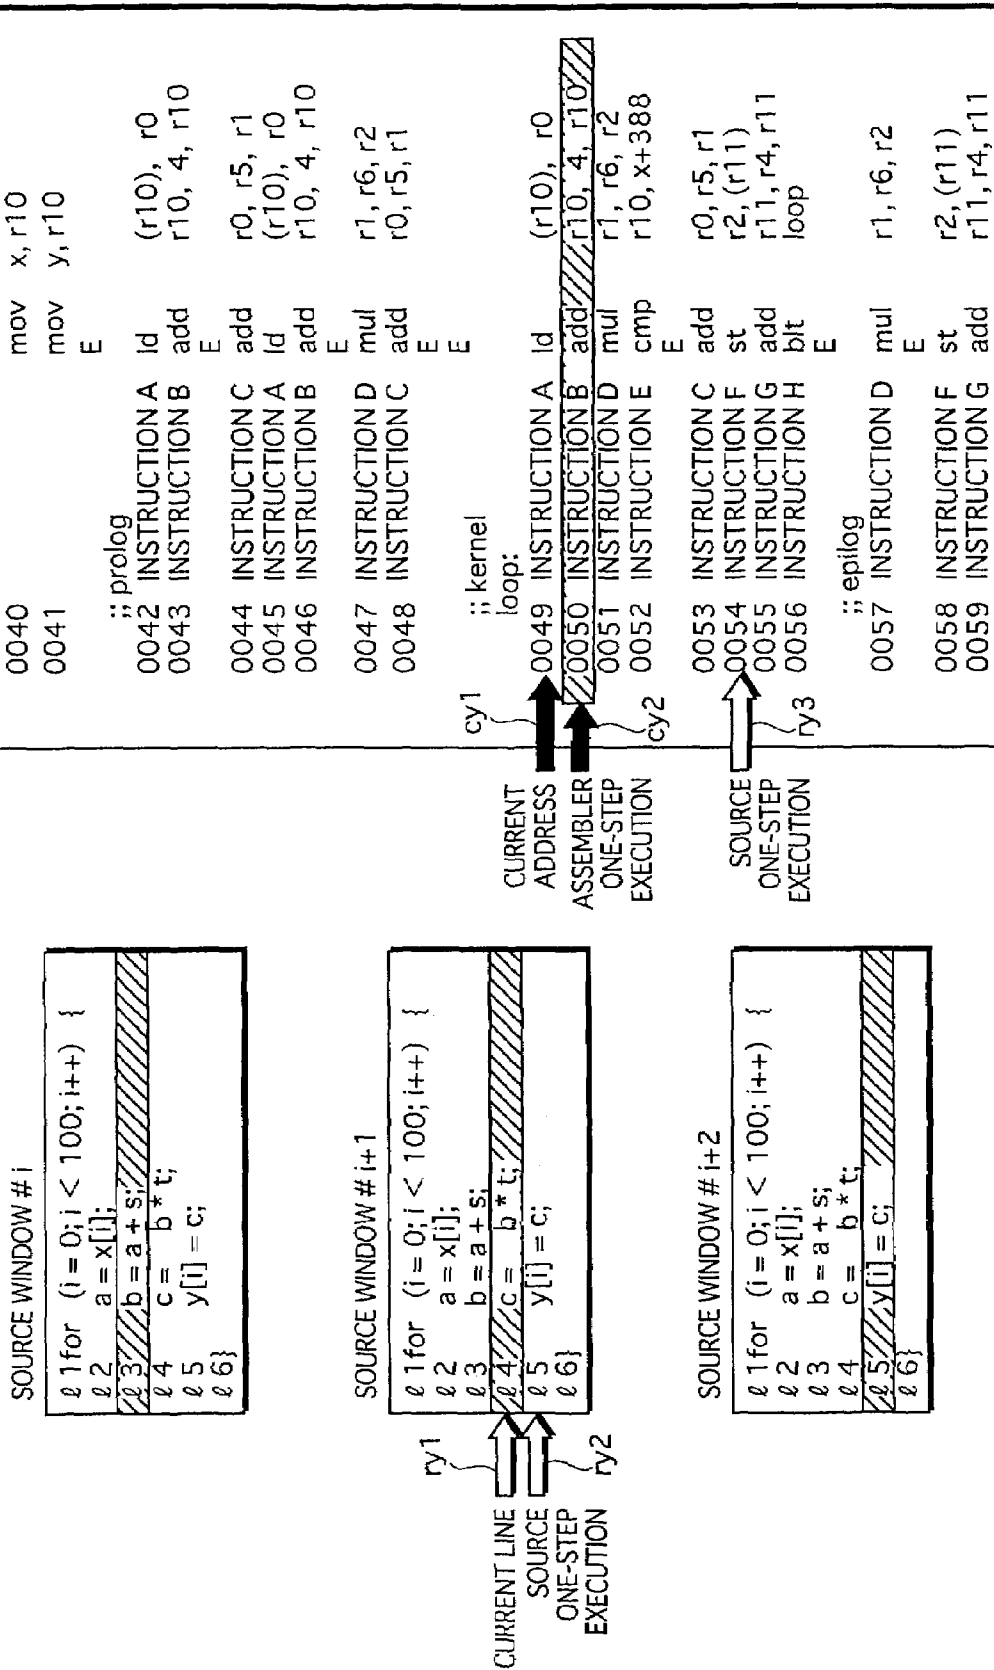 SOURCE WINDOW # i
ℓ 1 for (i = 0; i < 100; i++) {
ℓ 2 a = x[i];
ℓ 3 b = a + s;
ℓ 4 c = b * t;
ℓ 5 y[i] = c;
ℓ 6}
SOURCE WINDOW # i+1
ℓ 1 for (i = 0; i < 100; i++) {
ℓ 2 a = x[i];
ℓ 3 b = a + s;
ℓ 4 c = b * t;
ℓ 5 y[i] = c;
ℓ 6}
ry1
CURRENT LINE
SOURCE
ONE-STEP
EXECUTION
ry2
SOURCE WINDOW # i+2
ℓ 1 for (i = 0; i < 100; i++) {
ℓ 2 a = x[i];
ℓ 3 b = a + s;
ℓ 4 c = b * t;
ℓ 5 y[i] = c;
ℓ 6}
0040 mov x, r10
0041 mov y, r10
E
;; prolog
0042 INSTRUCTION A ld (r10), r0
0043 INSTRUCTION B add r10, 4, r10
E
0044 INSTRUCTION C add r0, r5, r1
0045 INSTRUCTION A ld (r10), r0
0046 INSTRUCTION B add r10, 4, r10
E
0047 INSTRUCTION D mul r1, r6, r2
0048 INSTRUCTION C add r0, r5, r1
E
E
;; kernel
loop:
0049 INSTRUCTION A ld (r10), r0
0050 INSTRUCTION B add r10, 4, r10
0051 INSTRUCTION D mul r1, r6, r2
0052 INSTRUCTION E cmp r10, x+388
E
0053 INSTRUCTION C add r0, r5, r1
0054 INSTRUCTION F st r2, (r11)
0055 INSTRUCTION G add r11, r4, r11
0056 INSTRUCTION H blt loop
E
;; epilog
0057 INSTRUCTION D mul r1, r6, r2
E
0058 INSTRUCTION F st r2, (r11)
0059 INSTRUCTION G add r11, r4, r11
cy1
CURRENT
ADDRESS
ASSEMBLER
ONE-STEP
EXECUTION
cy2
SOURCE
ONE-STEP
EXECUTION
ry3